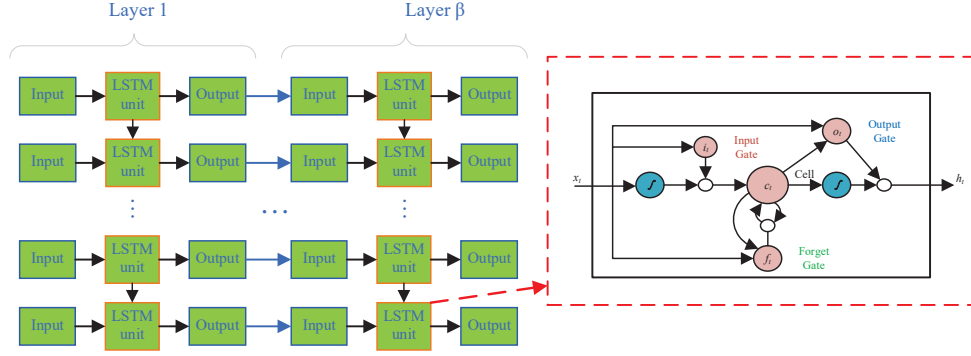 Layer 1
Layer β
Input
LSTM
unit
Output
Input
LSTM
unit
Output
Input
LSTM
unit
Output
Input
LSTM
unit
Output
...
...
...
Input
LSTM
unit
Output
Input
LSTM
unit
Output
Input
LSTM
unit
Output
Input
LSTM
unit
Output
x_t
i_t
Input
Gate
∫
c_t
Cell
o_t
Output
Gate
∫
h_t
f_t
Forget
Gate